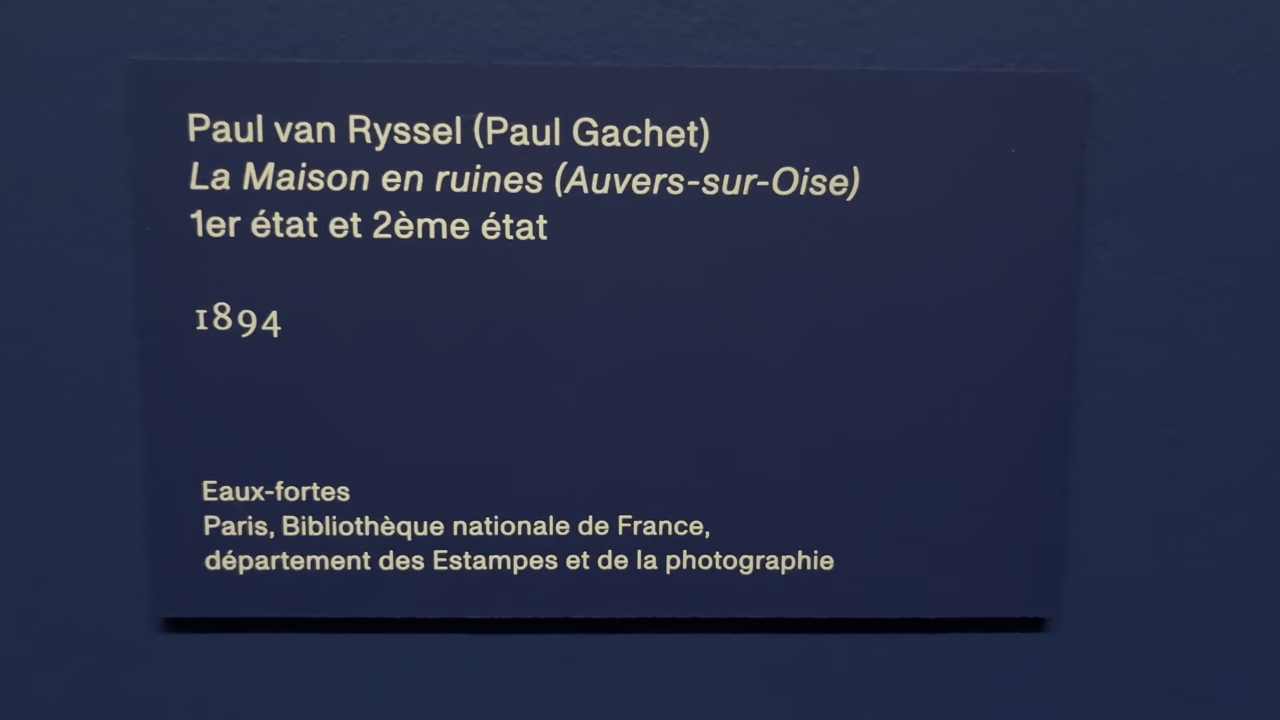 Paul van Ryssel (Paul Gachet)
La Maison en ruines (Auvers-sur-Oise)
1er état et 2ème état
1894
Eaux-fortes
Paris, Bibliothèque nationale de France,
département des Estampes et de la photographie